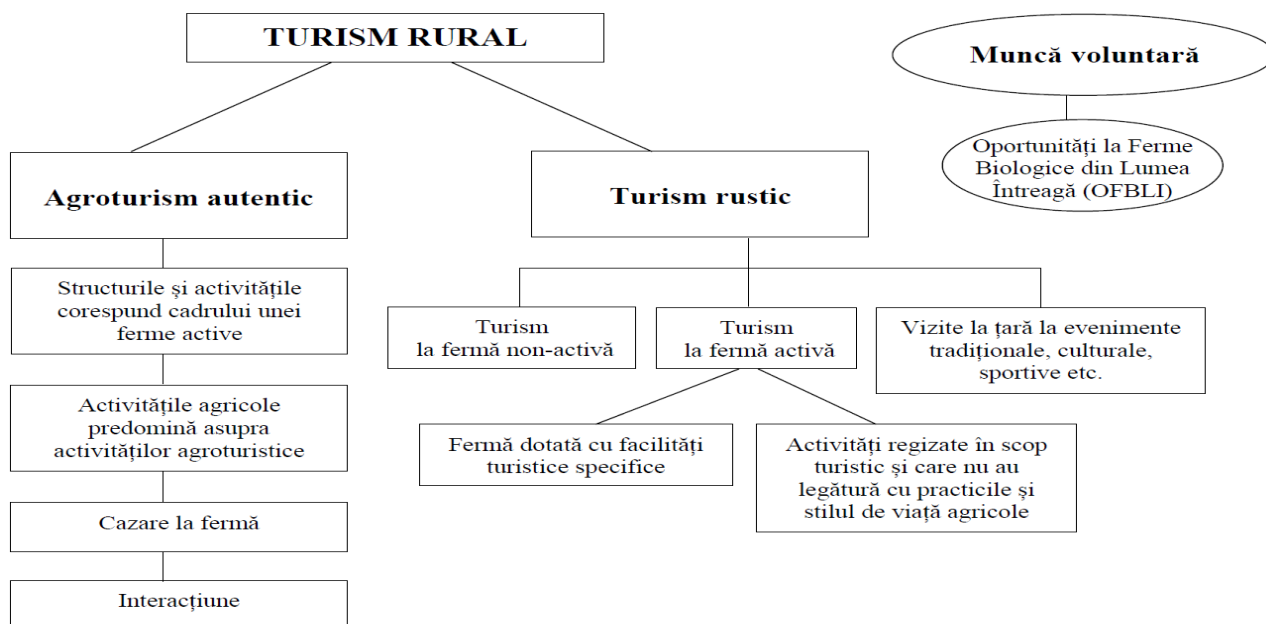 TURISM RURAL
Muncă voluntară
Oportunități la Ferme
Biologice din Lumea
Întreagă (OFBLI)
Agroturism autentic
Turism rustic
Structurile și activitățile
corespund cadrului unei
ferme active
Turism
la fermă non-activă
Turism
la fermă activă
Vizite la țară la evenimente
tradiționale, culturale,
sportive etc.
Activitățile agricole
predomină asupra
activităților agroturistice
Fermă dotată cu facilități
turistice specifice
Activități regizate în scop
turistic și care nu au
legătură cu practicile și
stilul de viață agricole
Cazare la fermă
Interacțiune